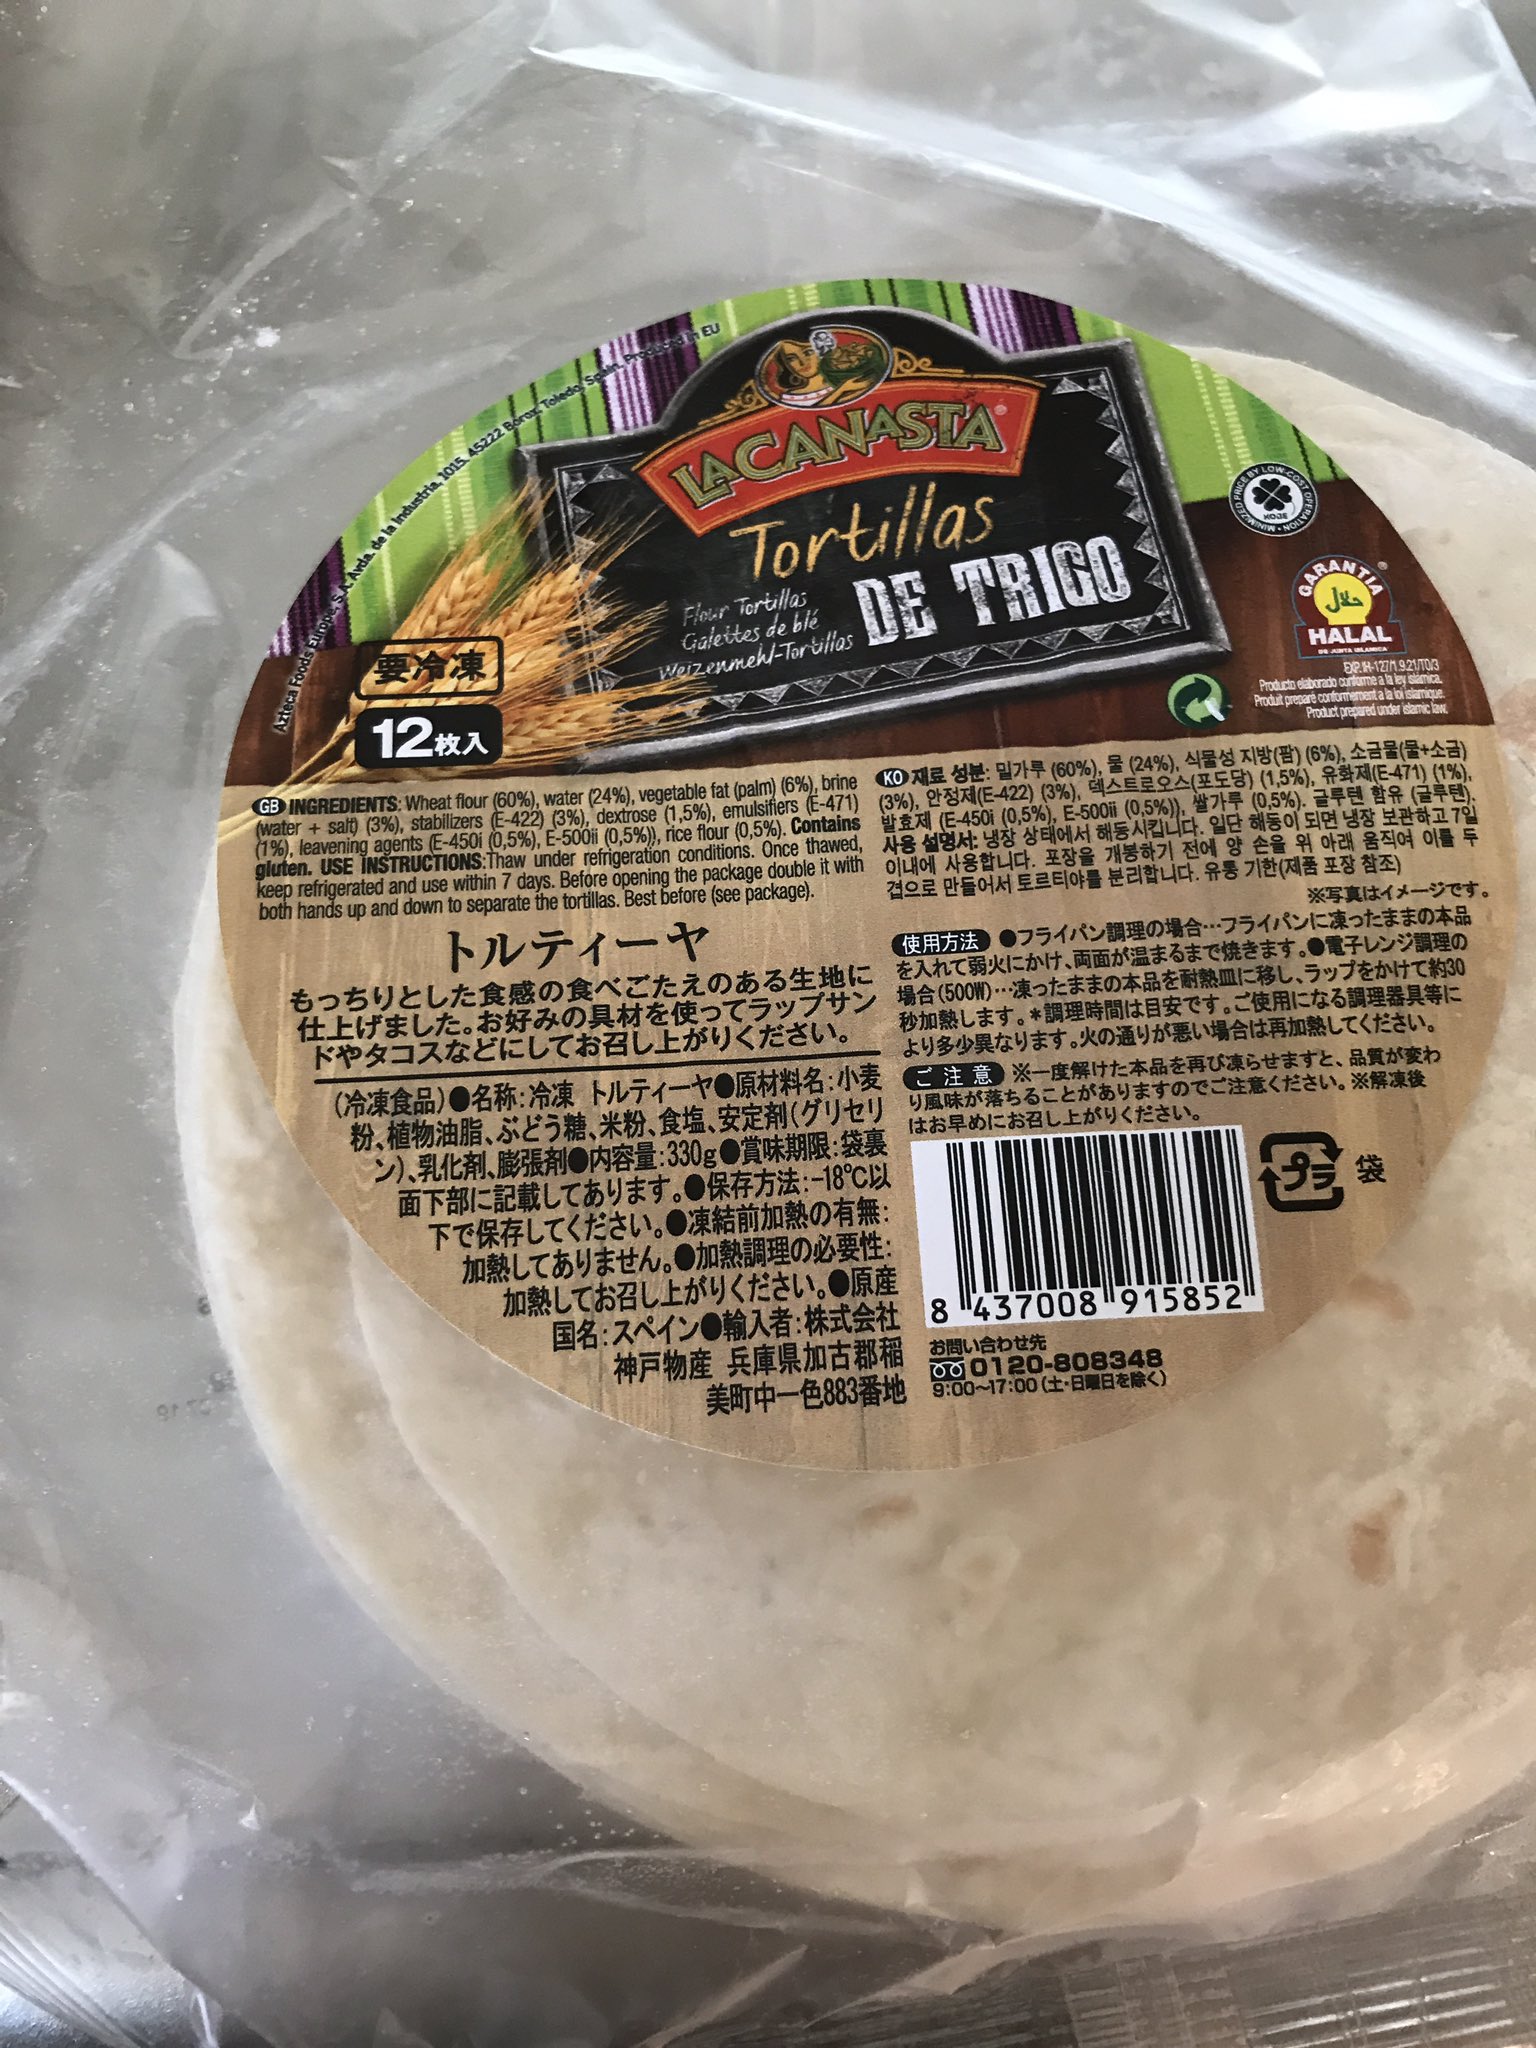 Azteca Foods Europe, S.A. Avda. de la Industria, 1015. 45222 Borox, Toledo. Spain. Produced in EU
LA CANASTA®
Tortillas
DE TRIGO
Flour Tortillas
Galettes de blé
Weizenmehl-Tortillas
MINIMIZED PRICE BY LOW-COST OPERATION
KOBE
GARANTIA
®
حلال
HALAL
DE JUNTA ISLAMICA
EXP.IH-127/1.9.21/TO/3
Producto elaborado conforme a la ley islámica.
Produit preparé conformement a la loi islamique.
Product prepared under islamic law.
要冷凍
12枚入
GB INGREDIENTS: Wheat flour (60%), water (24%), vegetable fat (palm) (6%), brine
(water + salt) (3%), stabilizers (E-422) (3%), dextrose (1,5%), emulsifiers (E-471)
(1%), leavening agents (E-450i (0,5%), E-500ii (0,5%)), rice flour (0,5%). Contains
gluten. USE INSTRUCTIONS:Thaw under refrigeration conditions. Once thawed,
keep refrigerated and use within 7 days. Before opening the package double it with
both hands up and down to separate the tortillas. Best before (see package).
KO 재료 성분: 밀가루 (60%), 물 (24%), 식물성 지방(팜) (6%), 소금물(물+소금)
(3%), 안정제(E-422) (3%), 덱스트로오스(포도당) (1,5%), 유화제(E-471) (1%),
발효제 (E-450i (0,5%), E-500ii (0,5%)), 쌀가루 (0,5%). 글루텐 함유 (글루텐).
사용 설명서: 냉장 상태에서 해동시킵니다. 일단 해동이 되면 냉장 보관하고 7일
이내에 사용합니다. 포장을 개봉하기 전에 양 손을 위 아래 움직여 이를 두
겹으로 만들어서 토르티야를 분리합니다. 유통 기한(제품 포장 참조)
※写真はイメージです。
トルティーヤ
もっちりとした食感の食べごたえのある生地に
仕上げました。お好みの具材を使ってラップサン
ドやタコスなどにしてお召し上がりください。
(冷凍食品)●名称:冷凍 トルティーヤ●原材料名:小麦
粉、植物油脂、ぶどう糖、米粉、食塩、安定剤(グリセリ
ン)、乳化剤、膨張剤●内容量:330g●賞味期限:袋裏
面下部に記載してあります。●保存方法:-18℃以
下で保存してください。●凍結前加熱の有無:
加熱してありません。●加熱調理の必要性:
加熱してお召し上がりください。●原産
国名:スペイン●輸入者:株式会社
神戸物産 兵庫県加古郡稲
美町中一色883番地
使用方法 ●フライパン調理の場合…フライパンに凍ったままの本品
を入れて弱火にかけ、両面が温まるまで焼きます。●電子レンジ調理の
場合(500W)…凍ったままの本品を耐熱皿に移し、ラップをかけて約30
秒加熱します。*調理時間は目安です。ご使用になる調理器具等に
より多少異なります。火の通りが悪い場合は再加熱してください。
ご注意 ※一度解けた本品を再び凍らせますと、品質が変わ
り風味が落ちることがありますのでご注意ください。※解凍後
はお早めにお召し上がりください。
プラ 袋
8 437008 915852
お問い合わせ先
0120-808348
9:00~17:00(土・日曜日を除く)